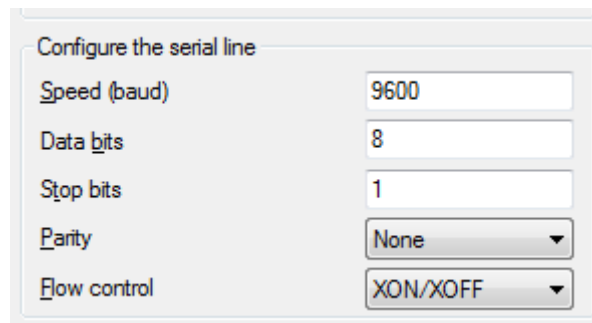 Configure the serial line
Speed (baud) 9600
Data bits 8
Stop bits 1
Parity None
Flow control XON/XOFF